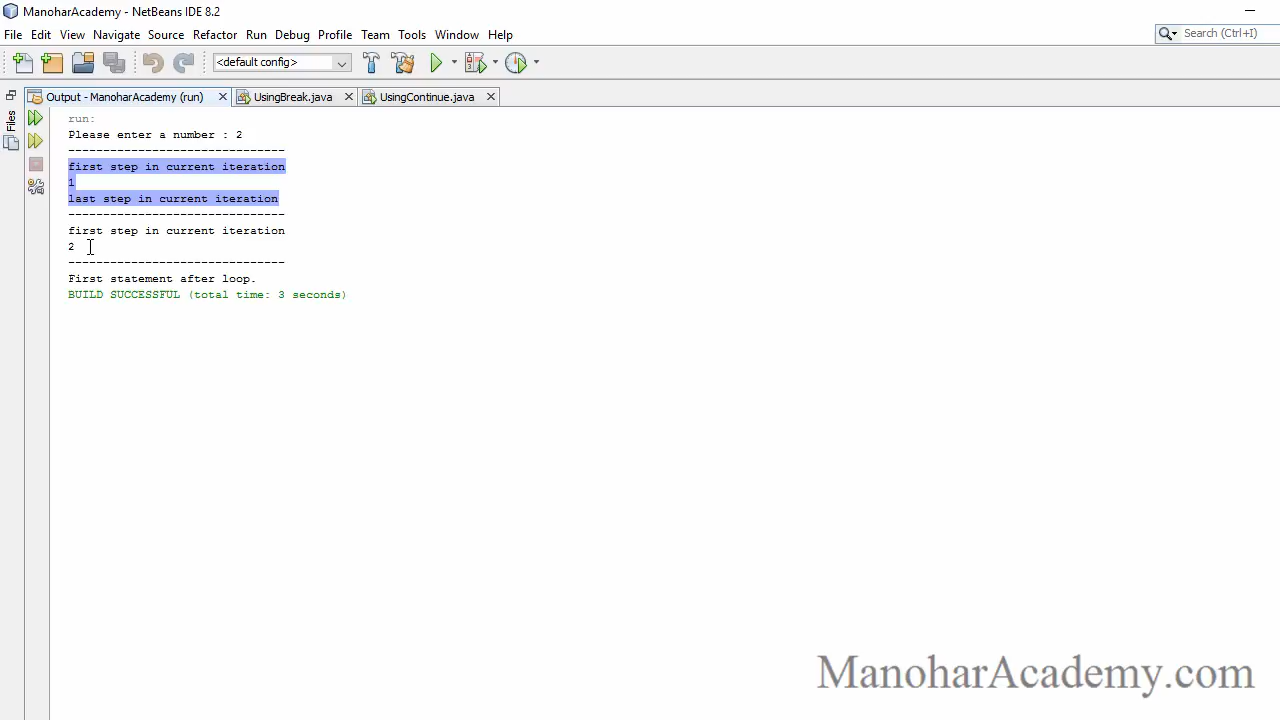 ManoharAcademy - NetBeans IDE 8.2
File Edit View Navigate Source Refactor Run Debug Profile Team Tools Window Help
Search (Ctrl+I)
<default config>
Output - ManoharAcademy (run) UsingBreak.java UsingContinue.java
Files
run:
Please enter a number : 2
-------------------------------
first step in current iteration
1
last step in current iteration
-------------------------------
first step in current iteration
2
-------------------------------
First statement after loop.
BUILD SUCCESSFUL (total time: 3 seconds)
ManoharAcademy.com